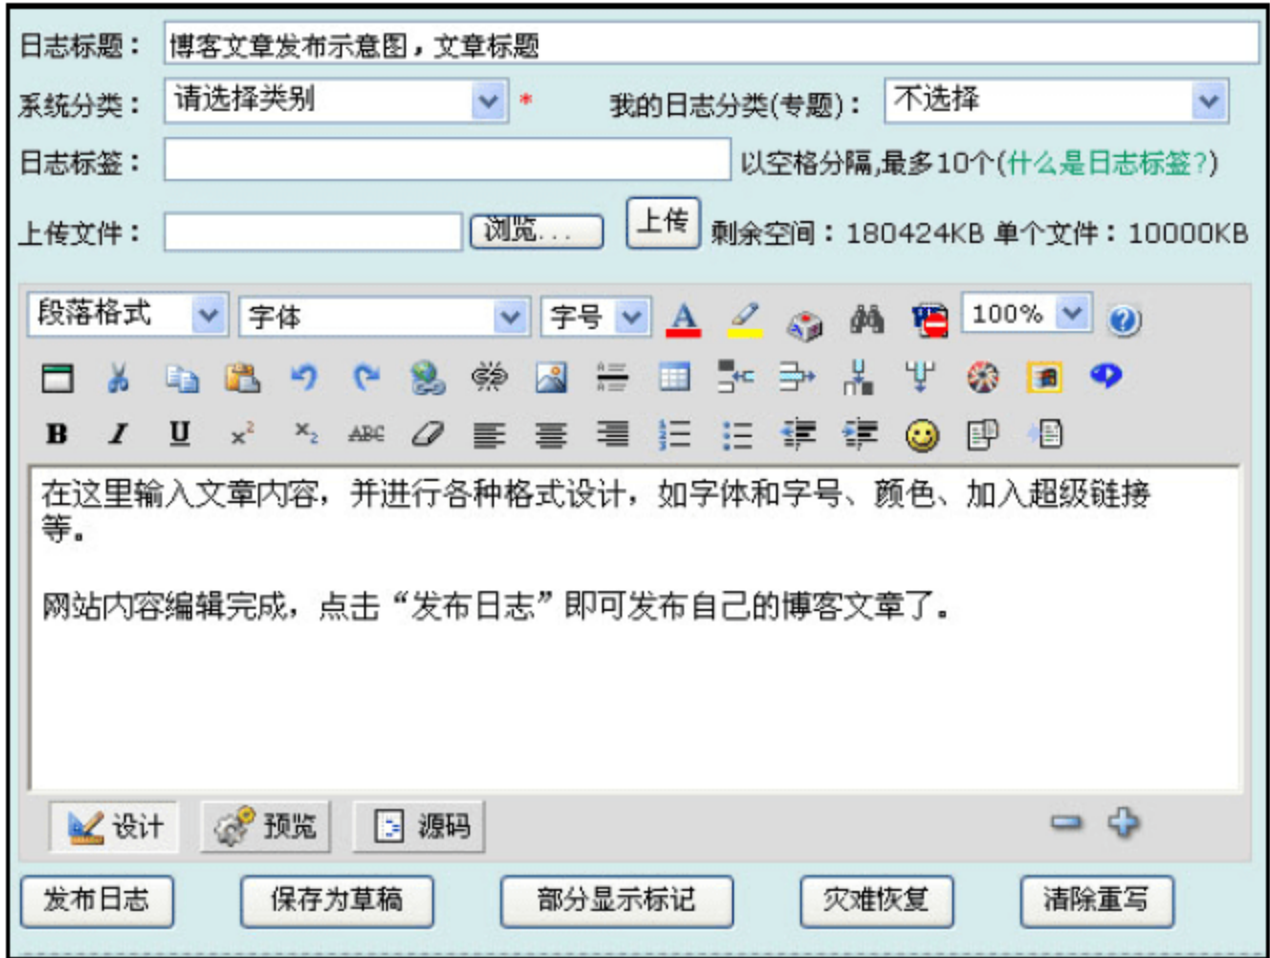 日志标题： 博客文章发布示意图，文章标题
系统分类： 请选择类别 * 我的日志分类(专题)： 不选择
日志标签： 以空格分隔,最多10个(什么是日志标签?)
上传文件： 浏览... 上传 剩余空间：180424KB 单个文件：10000KB
段落格式 字体 字号 A 100% ?
B I U x² x₂ ABC
在这里输入文章内容，并进行各种格式设计，如字体和字号、颜色、加入超级链接
等。
网站内容编辑完成，点击“发布日志”即可发布自己的博客文章了。
设计 预览 源码
发布日志 保存为草稿 部分显示标记 灾难恢复 清除重写